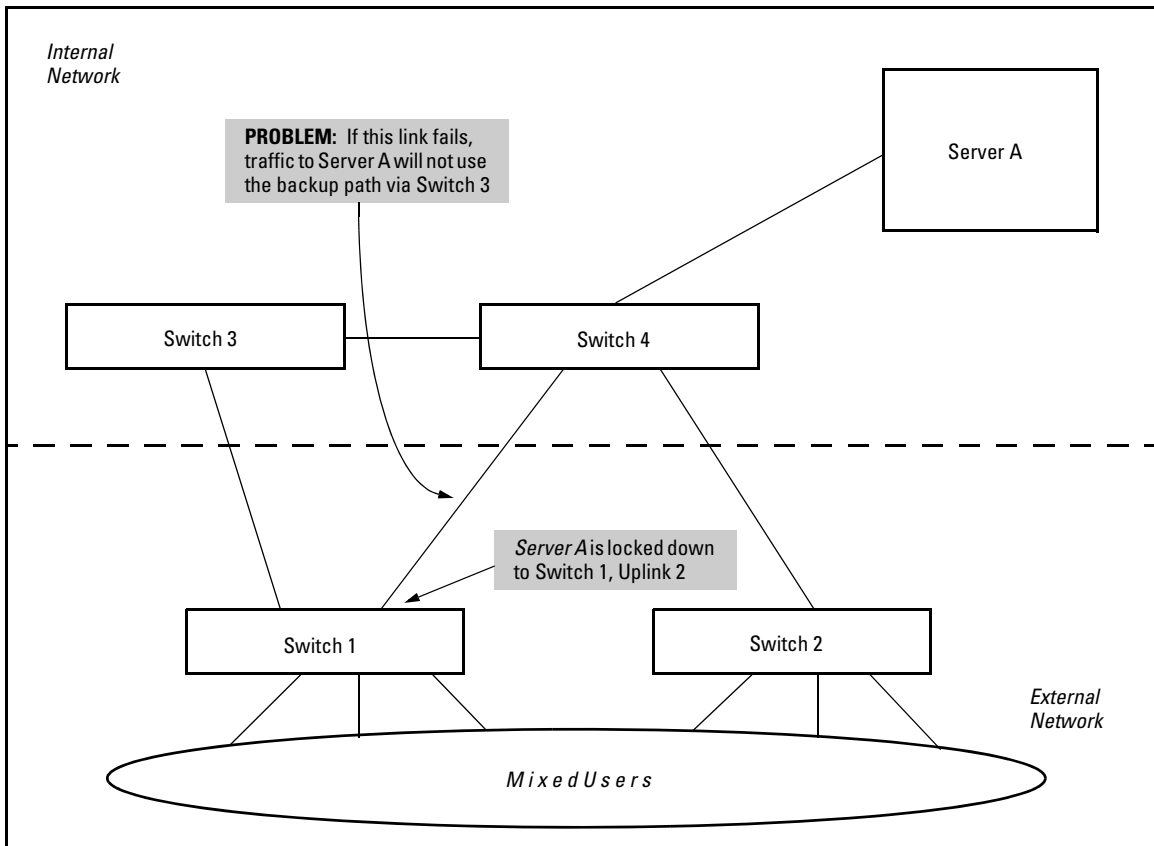 Internal
Network
PROBLEM: If this link fails,
traffic to Server A will not use
the backup path via Switch 3
Server A
Switch 3
Switch 4
Server A is locked down
to Switch 1, Uplink 2
Switch 1
Switch 2
External
Network
Mixed Users